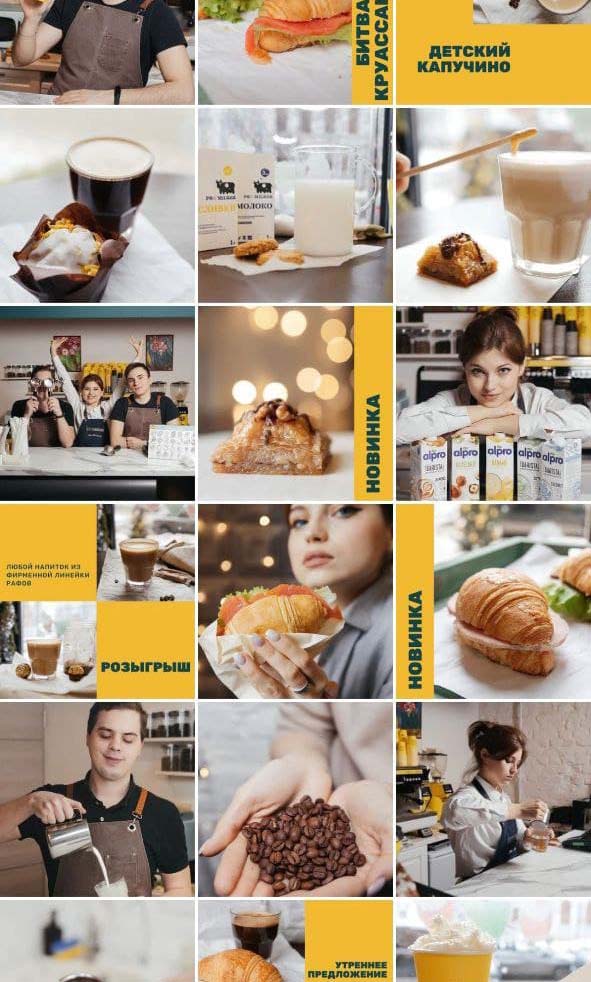 БИТВА
КРУАССАН
ДЕТСКИЙ
КАПУЧИНО
СЛИВКИ
МОЛОКО
НОВИНКА
alpro
alpro
alpro
alpro
alpro
ЛЮБОЙ НАПИТОК ИЗ
ФИРМЕННОЙ ЛИНЕЙКИ
РАФОВ
РОЗЫГРЫШ
НОВИНКА
УТРЕННЕЕ
ПРЕДЛОЖЕНИЕ